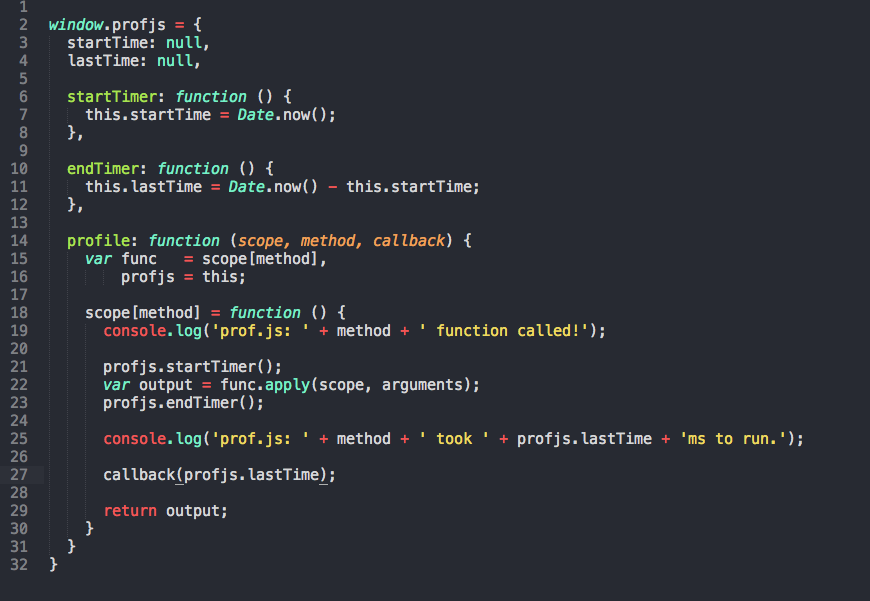 1
2 window.profjs = {
3   startTime: null,
4   lastTime: null,
5
6   startTimer: function () {
7     this.startTime = Date.now();
8   },
9
10   endTimer: function () {
11     this.lastTime = Date.now() - this.startTime;
12   },
13
14   profile: function (scope, method, callback) {
15     var func   = scope[method],
16         profjs = this;
17
18     scope[method] = function () {
19       console.log('prof.js: ' + method + ' function called!');
20
21       profjs.startTimer();
22       var output = func.apply(scope, arguments);
23       profjs.endTimer();
24
25       console.log('prof.js: ' + method + ' took ' + profjs.lastTime + 'ms to run.');
26
27       callback(profjs.lastTime);
28
29       return output;
30     }
31   }
32 }